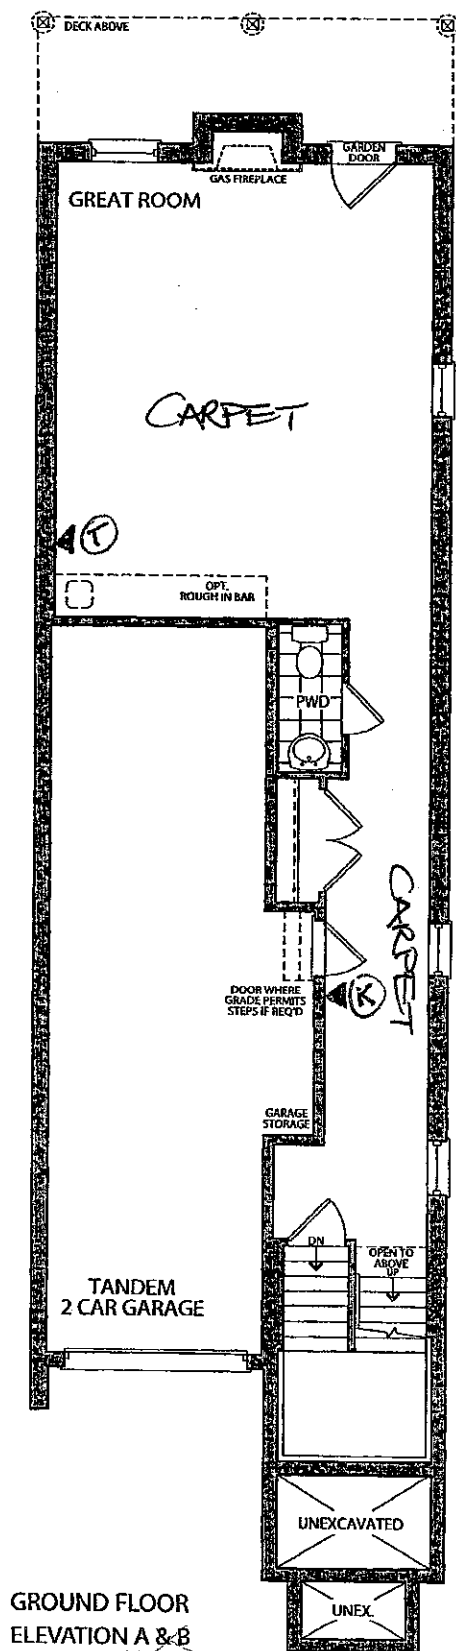 DECK ABOVE
GARDEN
DOOR
GAS FIREPLACE
GREAT ROOM
CARPET
T
OPT.
ROUGH IN BAR
PWD
CARPET
DOOR WHERE
GRADE PERMITS
STEPS IF REQ'D
K
GARAGE
STORAGE
DN
OPEN TO
ABOVE
UP
TANDEM
2 CAR GARAGE
UNEXCAVATED
UNEX.
GROUND FLOOR
ELEVATION A & B